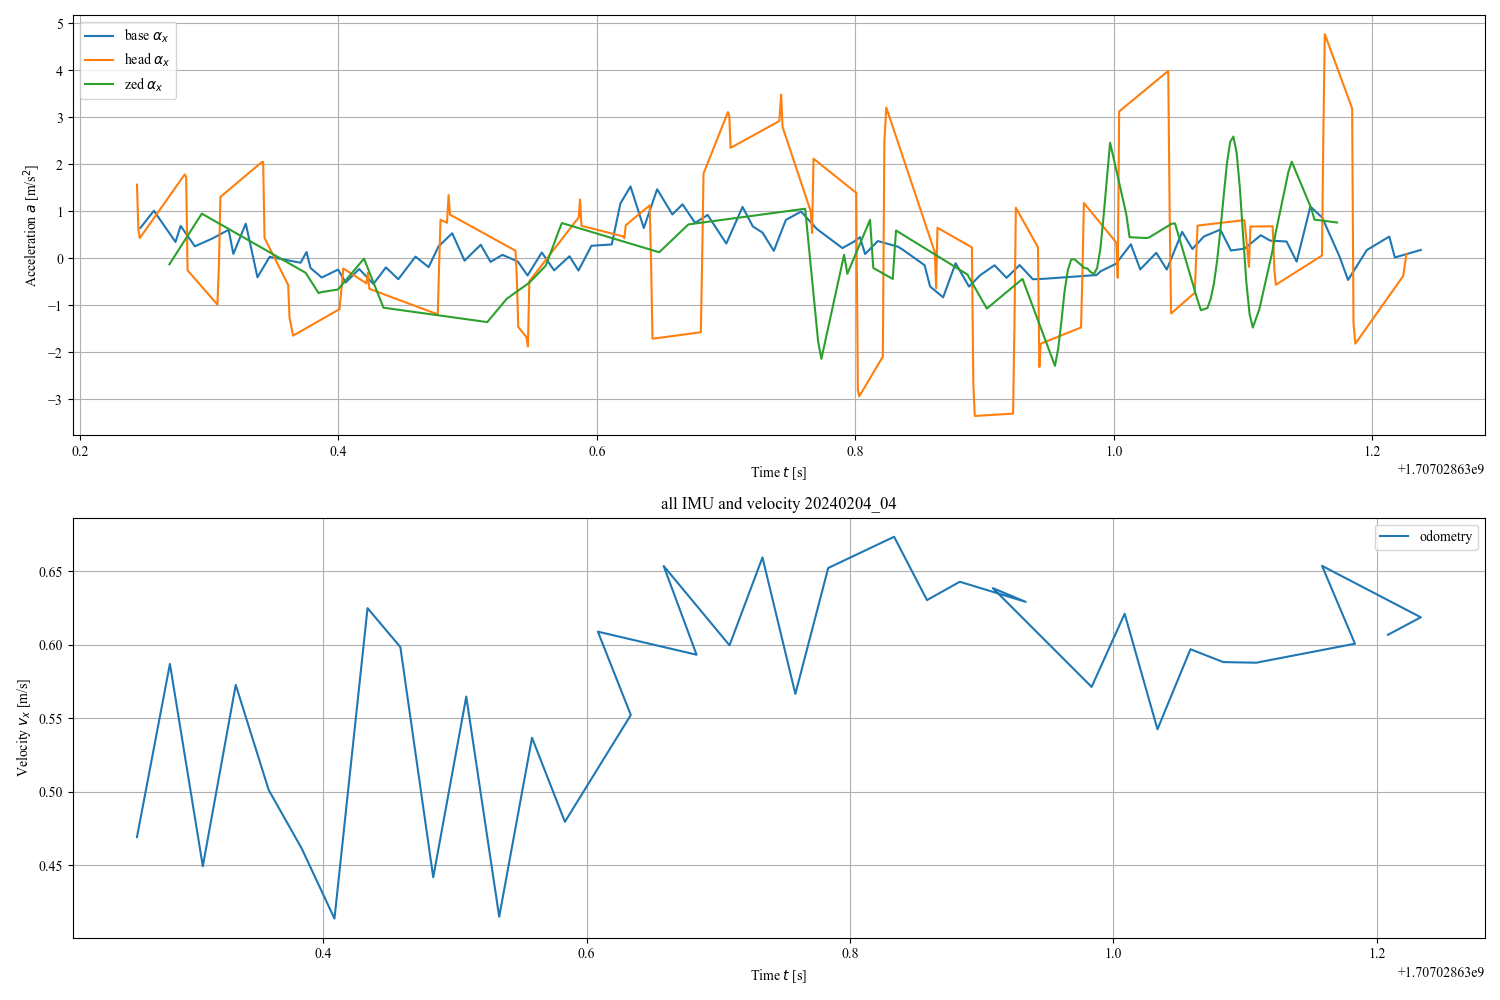 5
4
3
2
1
0
−1
−2
−3
Acceleration a [m/s²]
base αₓ
head αₓ
zed αₓ
0.2 0.4 0.6 0.8 1.0 1.2
Time t [s]
+1.70702863e9
all IMU and velocity 20240204_04
0.65
0.60
0.55
0.50
0.45
Velocity vₓ [m/s]
odometry
0.4 0.6 0.8 1.0 1.2
Time t [s]
+1.70702863e9